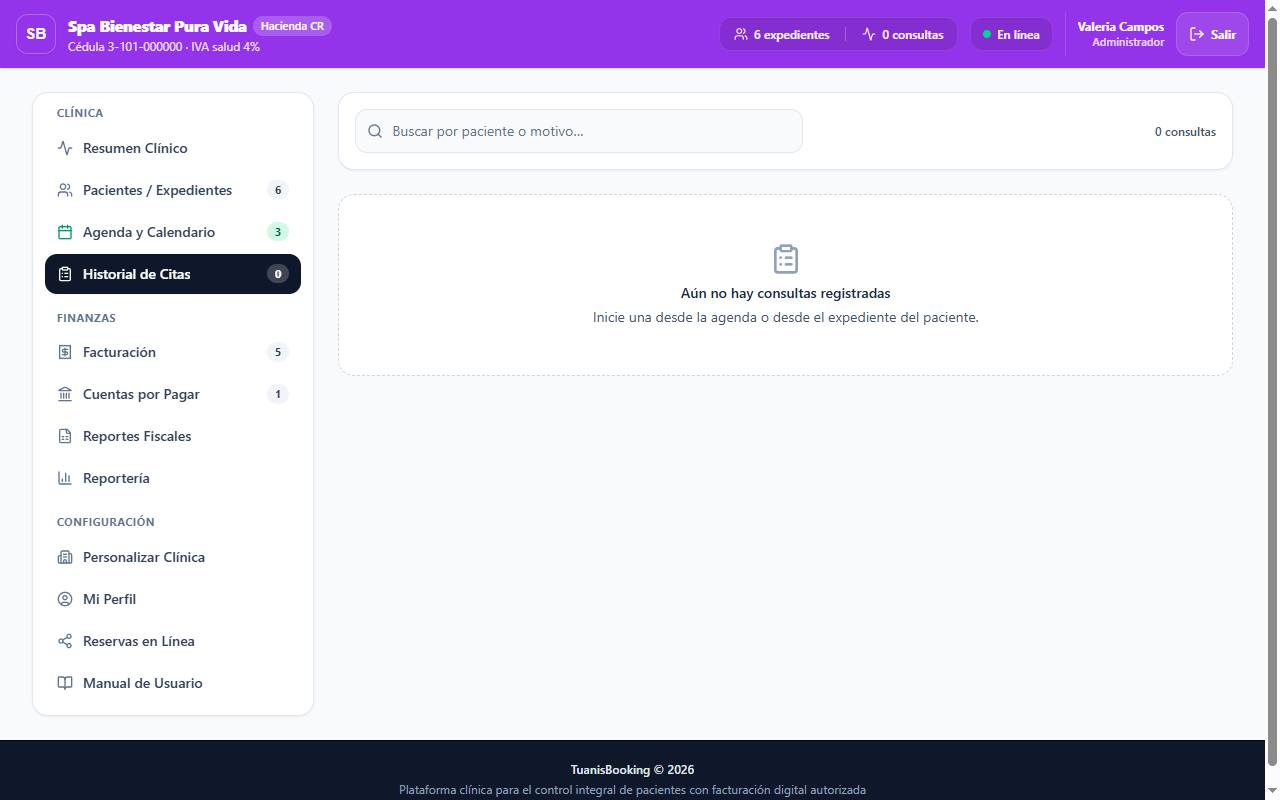 SB
Spa Bienestar Pura Vida
Hacienda CR
Cédula 3-101-000000 · IVA salud 4%
6 expedientes
0 consultas
En línea
Valeria Campos
Administrador
Salir
CLÍNICA
Resumen Clínico
Pacientes / Expedientes 6
Agenda y Calendario 3
Historial de Citas 0
FINANZAS
Facturación 5
Cuentas por Pagar 1
Reportes Fiscales
Reportería
CONFIGURACIÓN
Personalizar Clínica
Mi Perfil
Reservas en Línea
Manual de Usuario
Buscar por paciente o motivo...
0 consultas
Aún no hay consultas registradas
Inicie una desde la agenda o desde el expediente del paciente.
TuanisBooking © 2026
Plataforma clínica para el control integral de pacientes con facturación digital autorizada